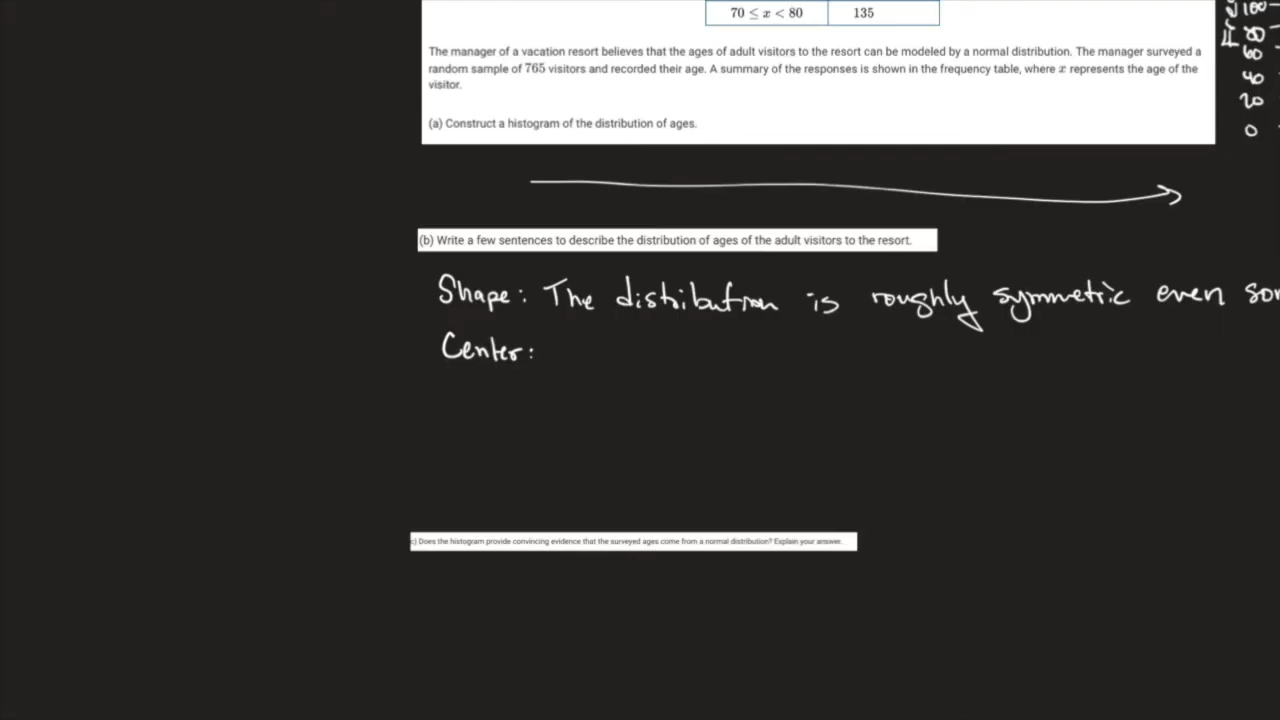 70 ≤ x < 80 135
The manager of a vacation resort believes that the ages of adult visitors to the resort can be modeled by a normal distribution. The manager surveyed a
random sample of 765 visitors and recorded their age. A summary of the responses is shown in the frequency table, where x represents the age of the
visitor.
(a) Construct a histogram of the distribution of ages.
Fre
100
80
60
40
20
0
(b) Write a few sentences to describe the distribution of ages of the adult visitors to the resort.
Shape: The distribution is roughly symmetric even
Center:
c) Does the histogram provide convincing evidence that the surveyed ages come from a normal distribution? Explain your answer.